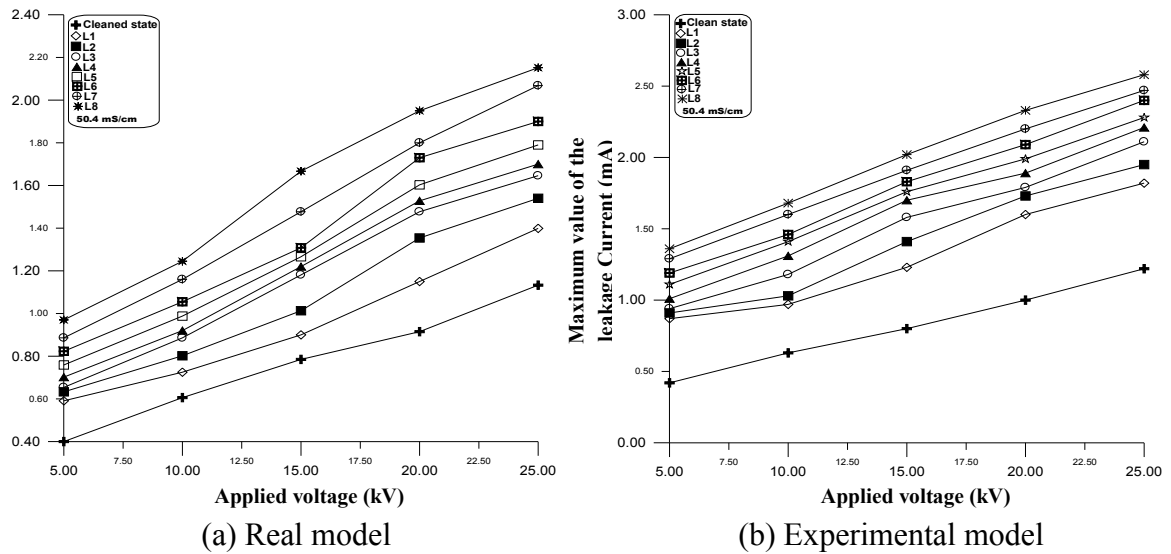 Cleaned state
L1
L2
L3
L4
L5
L6
L7
L8
50.4 mS/cm
2.40
2.20
2.00
1.80
1.60
1.40
1.20
1.00
0.80
0.60
0.40
5.00
7.50
10.00
12.50
15.00
17.50
20.00
22.50
25.00
Applied voltage (kV)
(a) Real model
Clean state
L1
L2
L3
L4
L5
L6
L7
L8
50.4 mS/cm
Maximum value of the
leakage Current (mA)
3.00
2.50
2.00
1.50
1.00
0.50
0.00
5.00
7.50
10.00
12.50
15.00
17.50
20.00
22.50
25.00
Applied voltage (kV)
(b) Experimental model